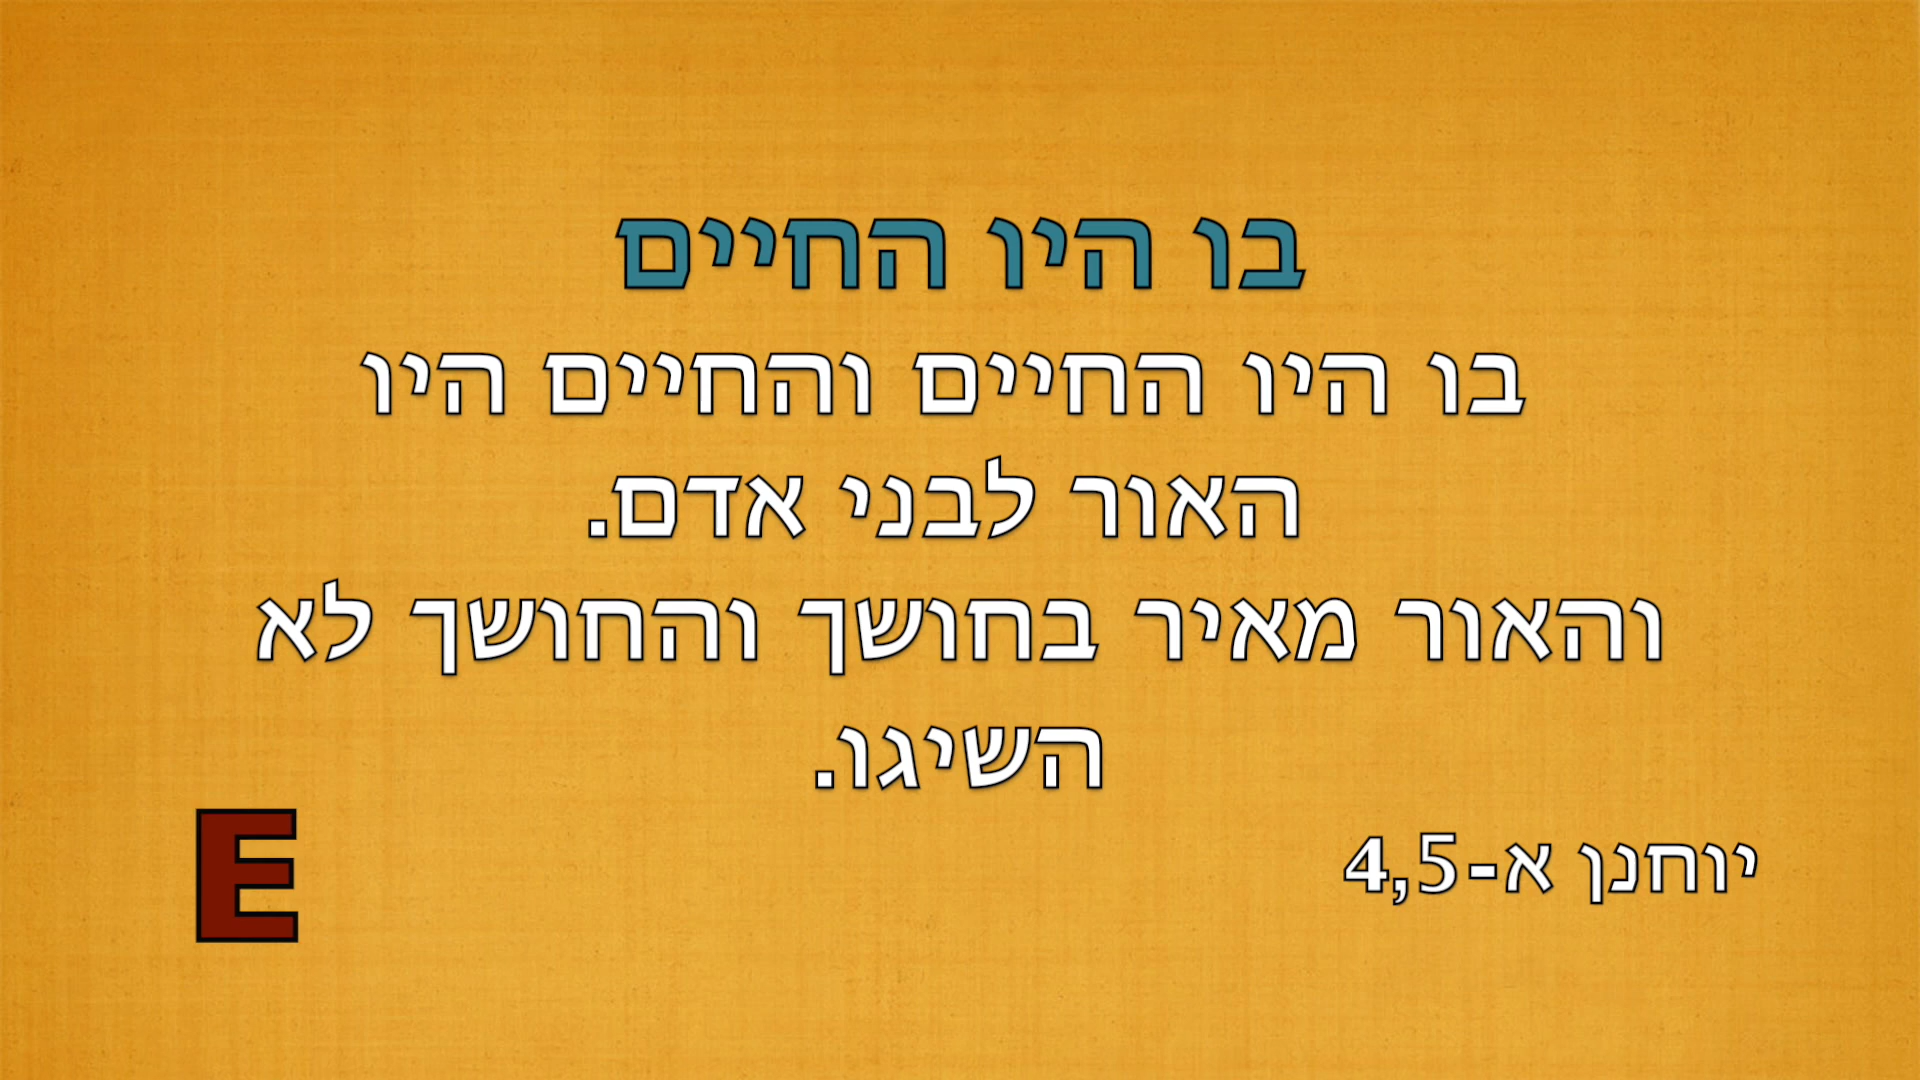 בו היו החיים
בו היו החיים והחיים היו
האור לבני אדם.
והאור מאיר בחושך והחושך לא
השיגו.
יוחנן א-4,5
E